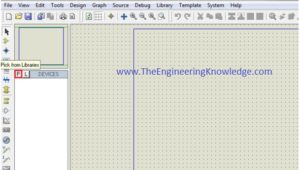 File View Edit Tools Design Graph Source Debug Library Template System Help
www.TheEngineeringKnowledge.com
Pick from Libraries
P L DEVICES